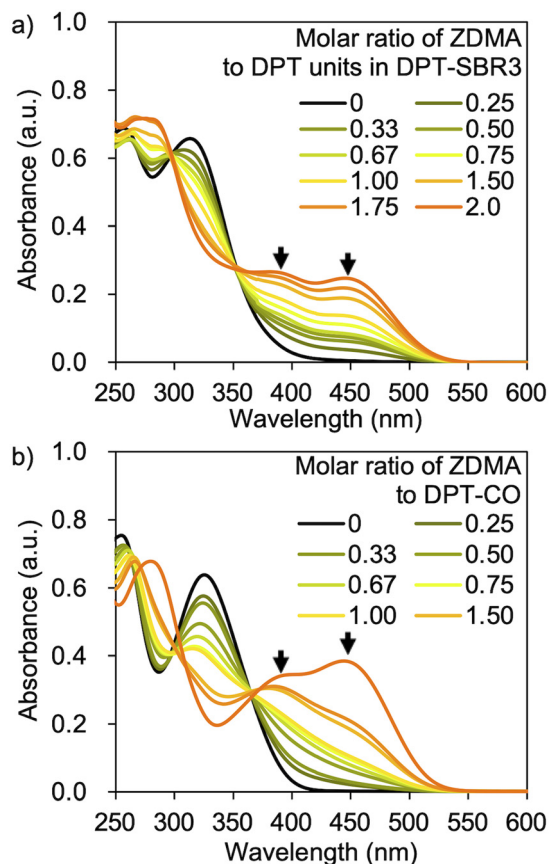 a)
Molar ratio of ZDMA
to DPT units in DPT-SBR3
0 0.25
0.33 0.50
0.67 0.75
1.00 1.50
1.75 2.0
1.0
0.8
0.6
0.4
0.2
0.0
Absorbance (a.u.)
250 300 350 400 450 500 550 600
Wavelength (nm)
b)
Molar ratio of ZDMA
to DPT-CO
0 0.25
0.33 0.50
0.67 0.75
1.00 1.50
1.0
0.8
0.6
0.4
0.2
0.0
Absorbance (a.u.)
250 300 350 400 450 500 550 600
Wavelength (nm)